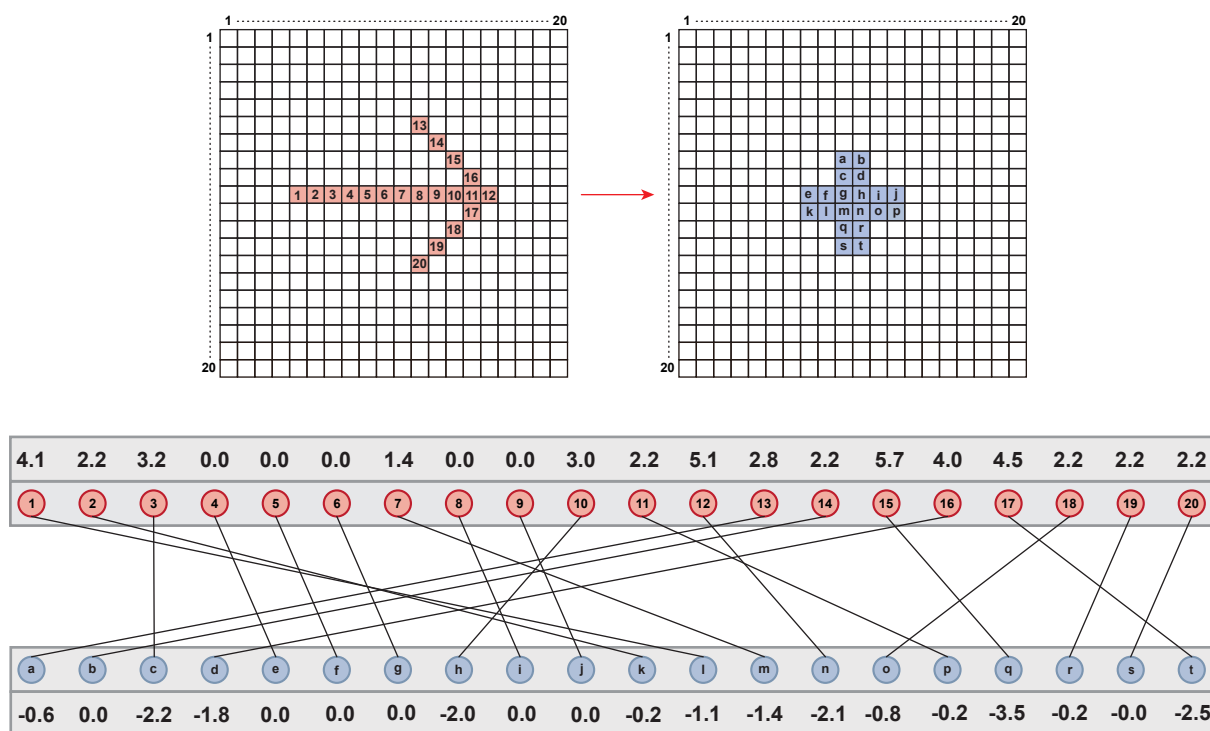 1 20 1 20
1 1
13
14
15 a b
16 c d
1 2 3 4 5 6 7 8 9 10 11 12 e f g h i j
17 k l m n o p
18 q r
19 s t
20
20 20
4.1 2.2 3.2 0.0 0.0 0.0 1.4 0.0 0.0 3.0 2.2 5.1 2.8 2.2 5.7 4.0 4.5 2.2 2.2 2.2
1 2 3 4 5 6 7 8 9 10 11 12 13 14 15 16 17 18 19 20
a b c d e f g h i j k l m n o p q r s t
-0.6 0.0 -2.2 -1.8 0.0 0.0 0.0 -2.0 0.0 0.0 -0.2 -1.1 -1.4 -2.1 -0.8 -0.2 -3.5 -0.2 -0.0 -2.5